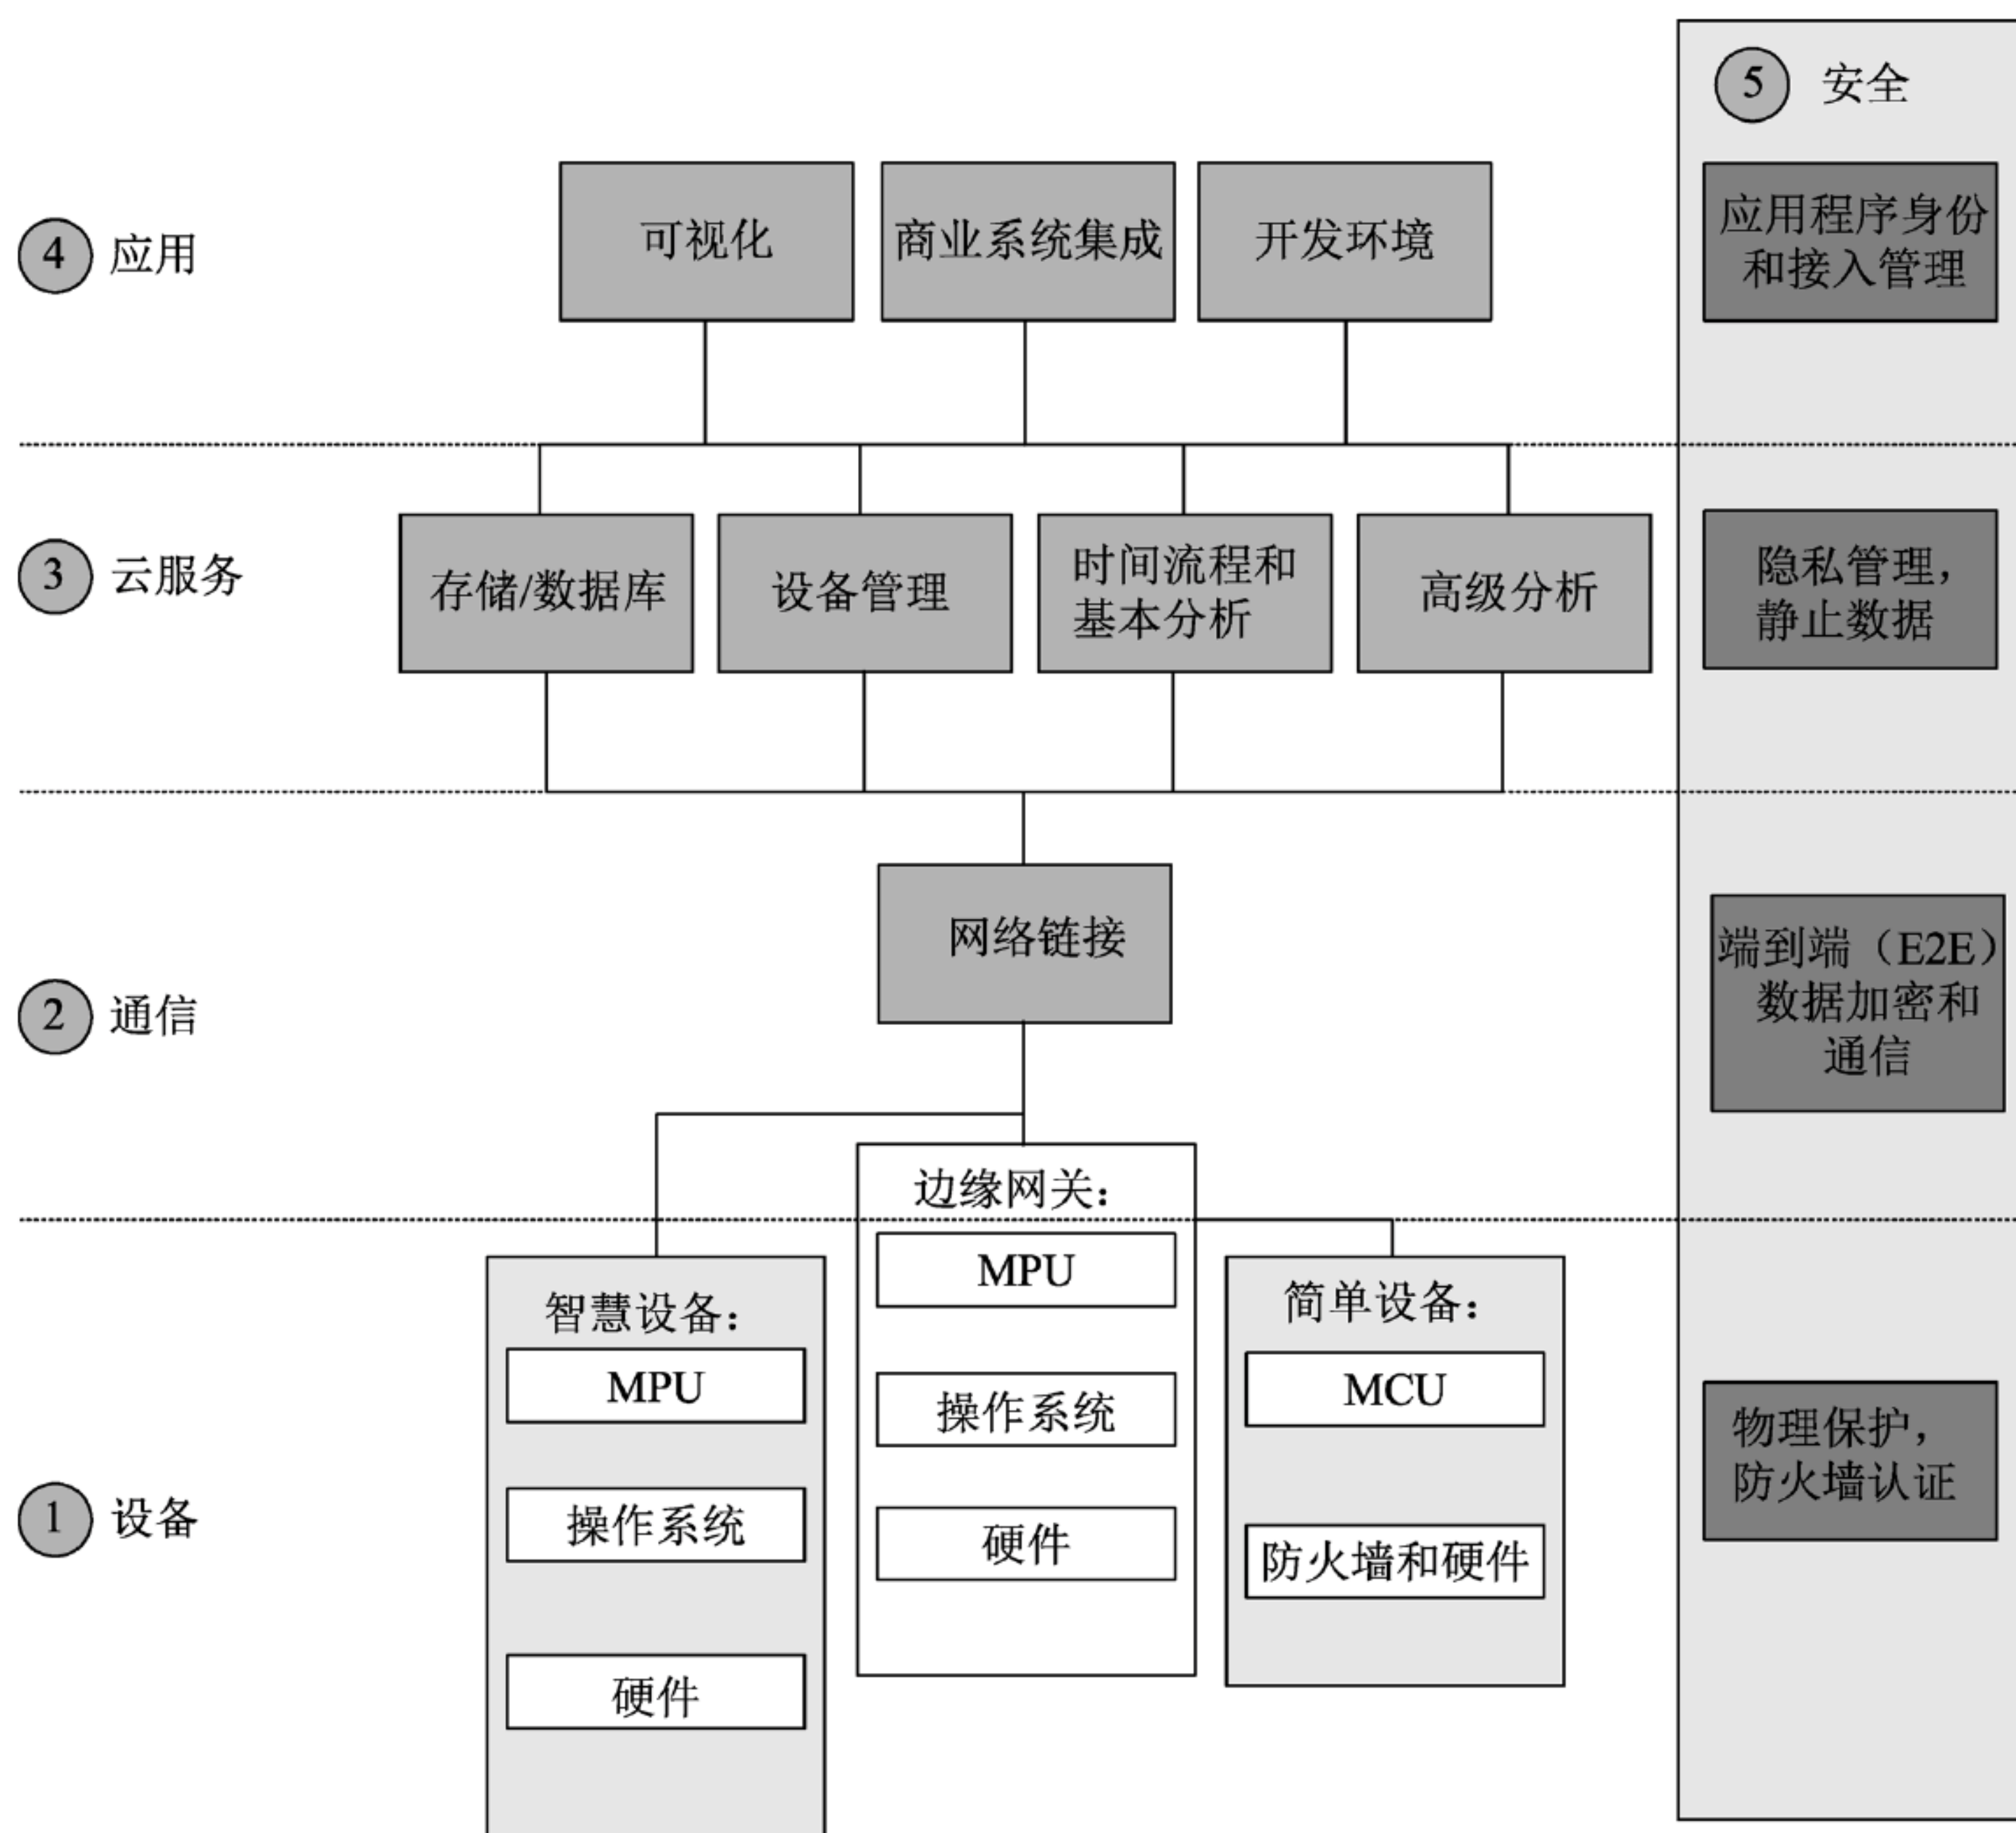 5 安全
4 应用
可视化
商业系统集成
开发环境
应用程序身份
和接入管理
3 云服务
存储/数据库
设备管理
时间流程和
基本分析
高级分析
隐私管理，
静止数据
2 通信
网络链接
端到端（E2E）
数据加密和
通信
边缘网关：
MPU
操作系统
硬件
1 设备
智慧设备：
MPU
操作系统
硬件
简单设备：
MCU
防火墙和硬件
物理保护，
防火墙认证